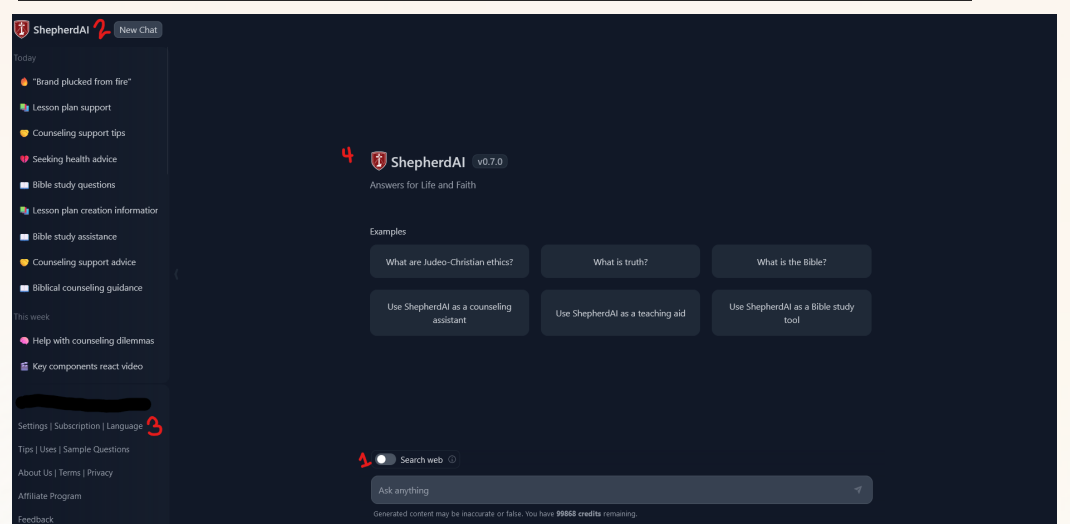 ShepherdAI 2 New Chat
Today
"Brand plucked from fire"
Lesson plan support
Counseling support tips
Seeking health advice
Bible study questions
Lesson plan creation information
Bible study assistance
Counseling support advice
Biblical counseling guidance
This week
Help with counseling dilemmas
Key components react video
Settings | Subscription | Language 3
Tips | Uses | Sample Questions
About Us | Terms | Privacy
Affiliate Program
Feedback
4 ShepherdAI v0.7.0
Answers for Life and Faith
Examples
What are Judeo-Christian ethics?
What is truth?
What is the Bible?
Use ShepherdAI as a counseling
assistant
Use ShepherdAI as a teaching aid
Use ShepherdAI as a Bible study
tool
1 Search web
Ask anything
Generated content may be inaccurate or false. You have 99868 credits remaining.